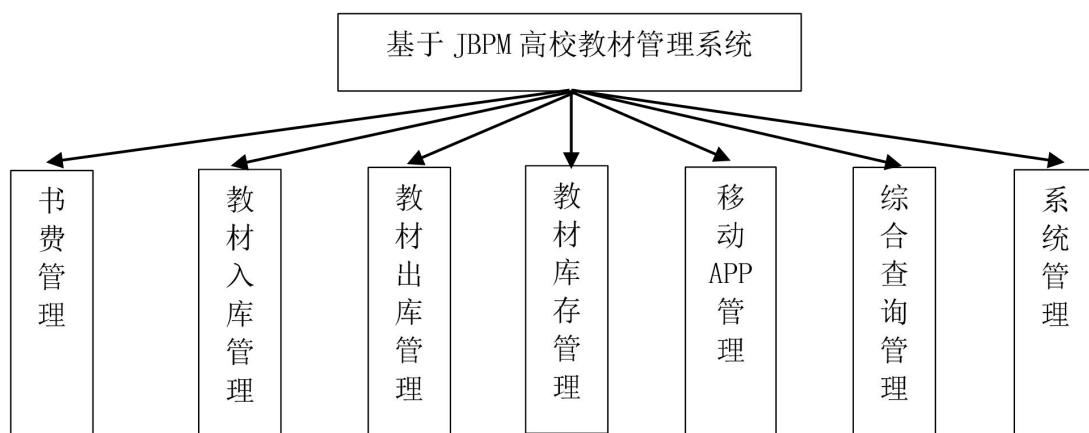 基于 JBPM 高校教材管理系统
书费管理
教材入库管理
教材出库管理
教材库存管理
移动APP管理
综合查询管理
系统管理